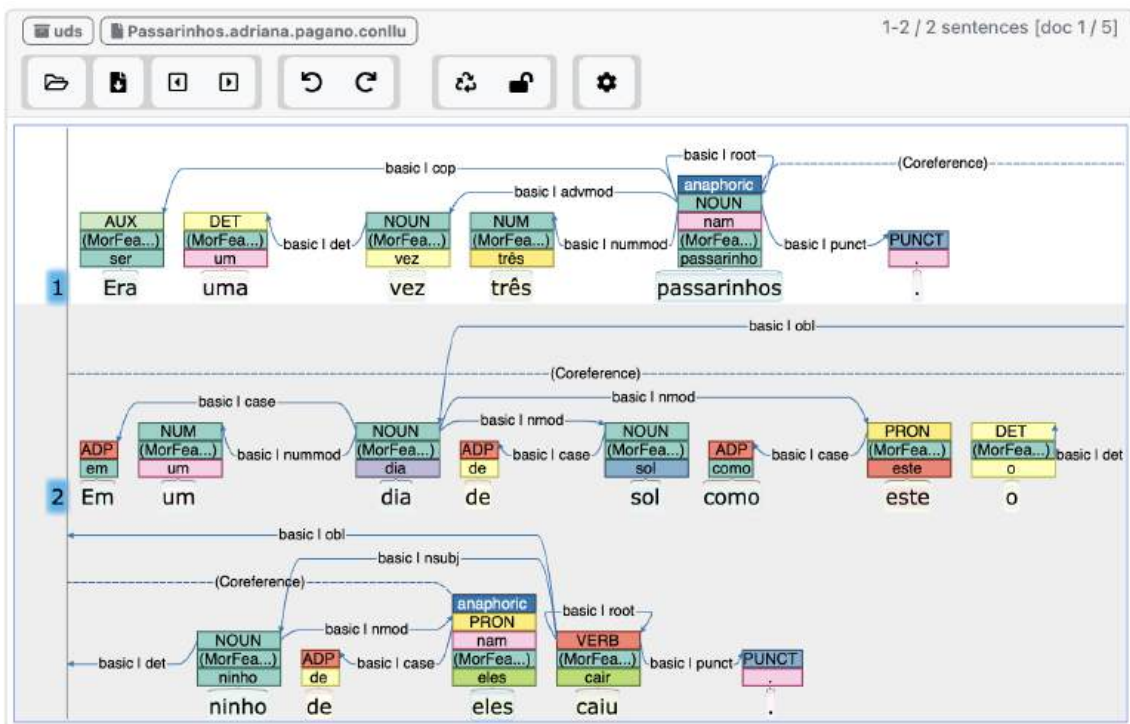 uds Passarinhos.adriana.pagano.conllu 1-2 / 2 sentences [doc 1 / 5]
basic | root
basic | cop (Coreference)
anaphoric
basic | advmod NOUN
AUX DET NOUN NUM nam
(MorFea...) (MorFea...) basic | det (MorFea...) (MorFea...) basic | nummod (MorFea...) basic | punct PUNCT
ser um vez três passarinho .
1 Era uma vez três passarinhos .
basic | obl
(Coreference)
basic | case basic | nmod
basic | nmod
NUM NOUN NOUN PRON DET
ADP (MorFea...) basic | nummod (MorFea...) ADP basic | case (MorFea...) ADP basic | case (MorFea...) (MorFea...) basic | det
em um dia de sol como este o
2 Em um dia de sol como este o
basic | obl
basic | nsubj
(Coreference)
anaphoric basic | root
basic | nmod PRON
NOUN nam VERB
basic | det (MorFea...) ADP basic | case (MorFea...) (MorFea...) basic | punct PUNCT
ninho de eles cair .
ninho de eles caiu .